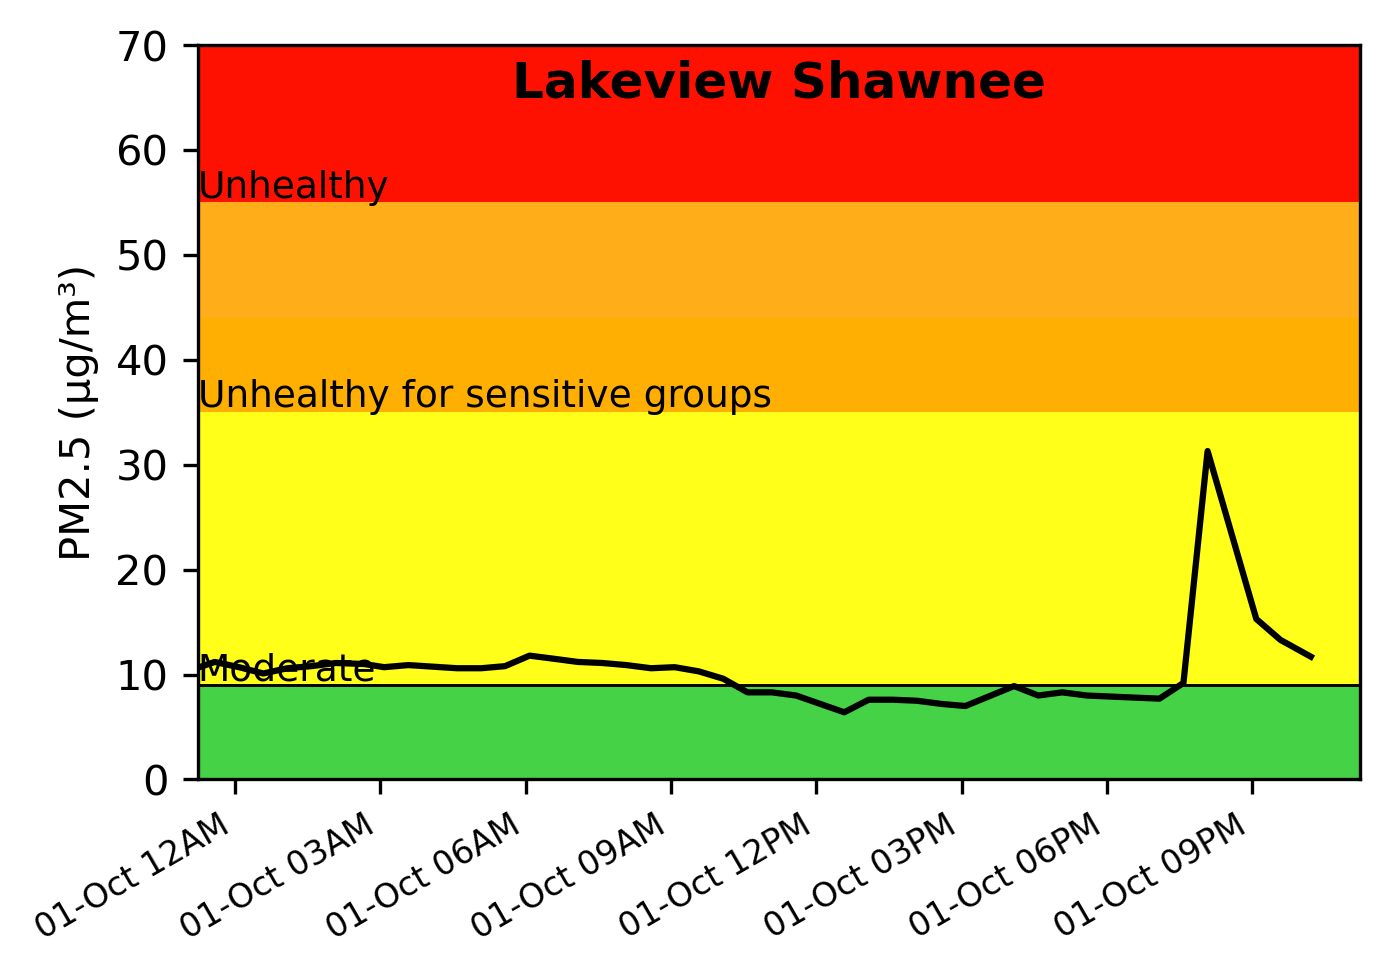 Lakeview Shawnee
PM2.5 (µg/m³)
70
60
50
40
30
20
10
0
Unhealthy
Unhealthy for sensitive groups
Moderate
01-Oct 12AM
01-Oct 03AM
01-Oct 06AM
01-Oct 09AM
01-Oct 12PM
01-Oct 03PM
01-Oct 06PM
01-Oct 09PM